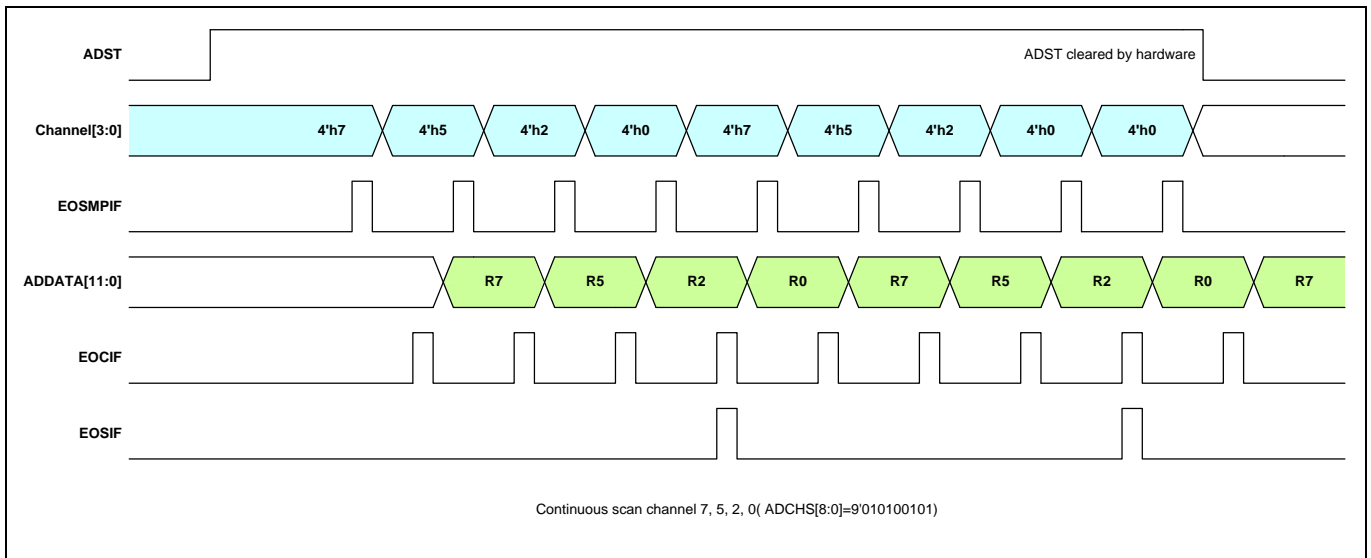 ADST
ADST cleared by hardware
Channel[3:0]
4'h7 4'h5 4'h2 4'h0 4'h7 4'h5 4'h2 4'h0 4'h0
EOSMPIF
ADDATA[11:0]
R7 R5 R2 R0 R7 R5 R2 R0 R7
EOCIF
EOSIF
Continuous scan channel 7, 5, 2, 0( ADCHS[8:0]=9'010100101)